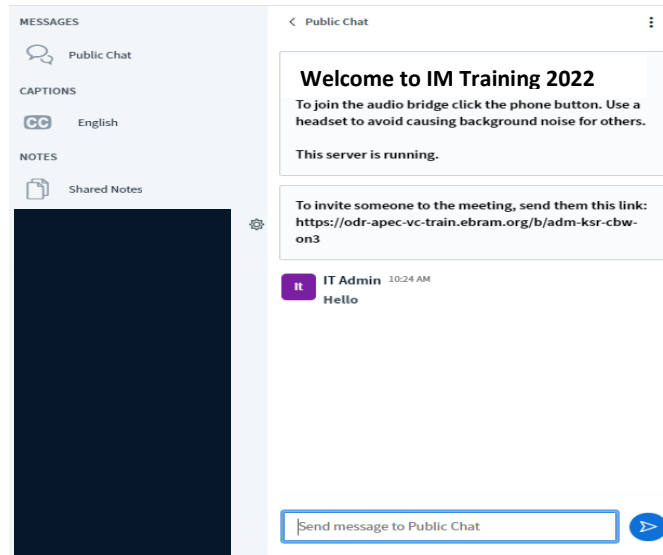 MESSAGES
Public Chat
CAPTIONS
CC English
NOTES
Shared Notes
< Public Chat
Welcome to IM Training 2022
To join the audio bridge click the phone button. Use a
headset to avoid causing background noise for others.
This server is running.
To invite someone to the meeting, send them this link:
https://odr-apec-vc-train.ebram.org/b/adm-ksr-cbw-
on3
It IT Admin 10:24 AM
Hello
Send message to Public Chat